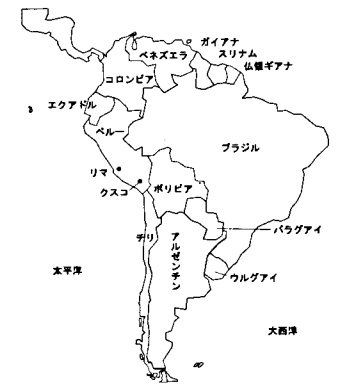 ガイアナ
ベネズエラ
スリナム
仏領ギアナ
コロンビア
エクアドル
ペルー
ブラジル
リマ
クスコ
ボリビア
パラグアイ
チリ
アルゼンチン
太平洋
ウルグアイ
大西洋